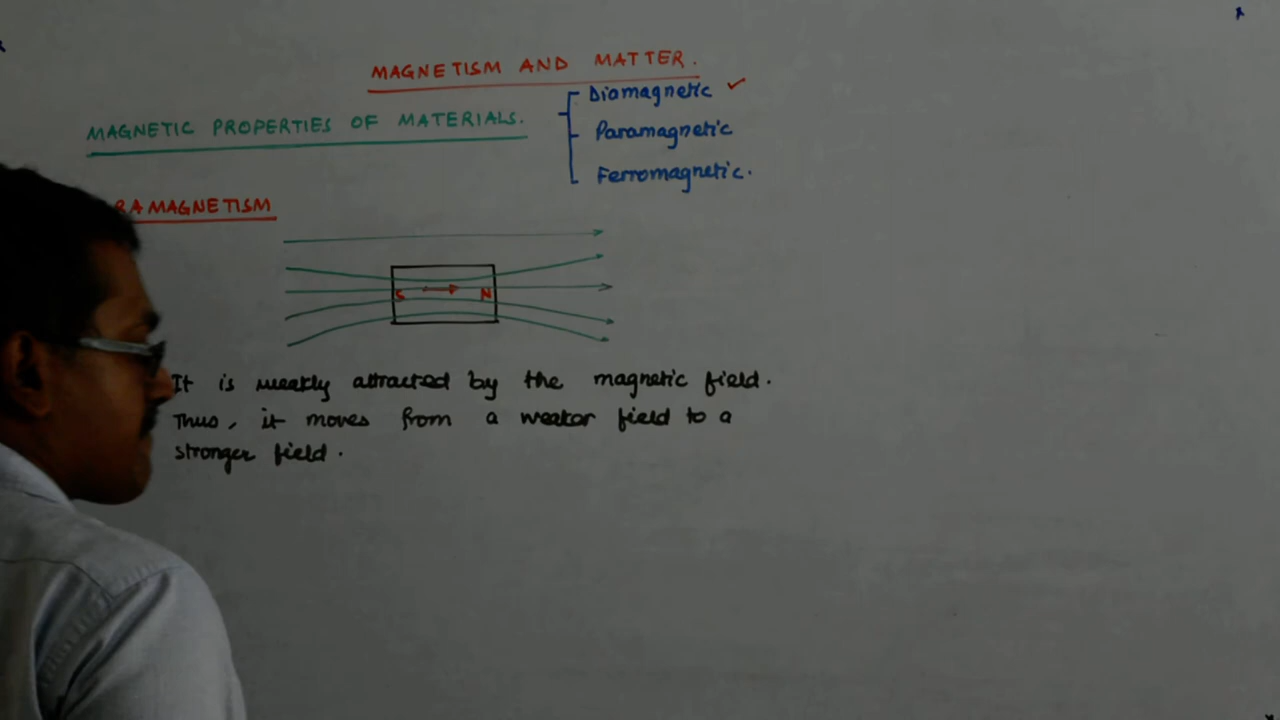 MAGNETISM AND MATTER.
MAGNETIC PROPERTIES OF MATERIALS.
Diamagnetic ✓
Paramagnetic
Ferromagnetic.
RAMAGNETISM
S → N
It is weakly attracted by the magnetic field.
Thus, it moves from a weaker field to a
stronger field.